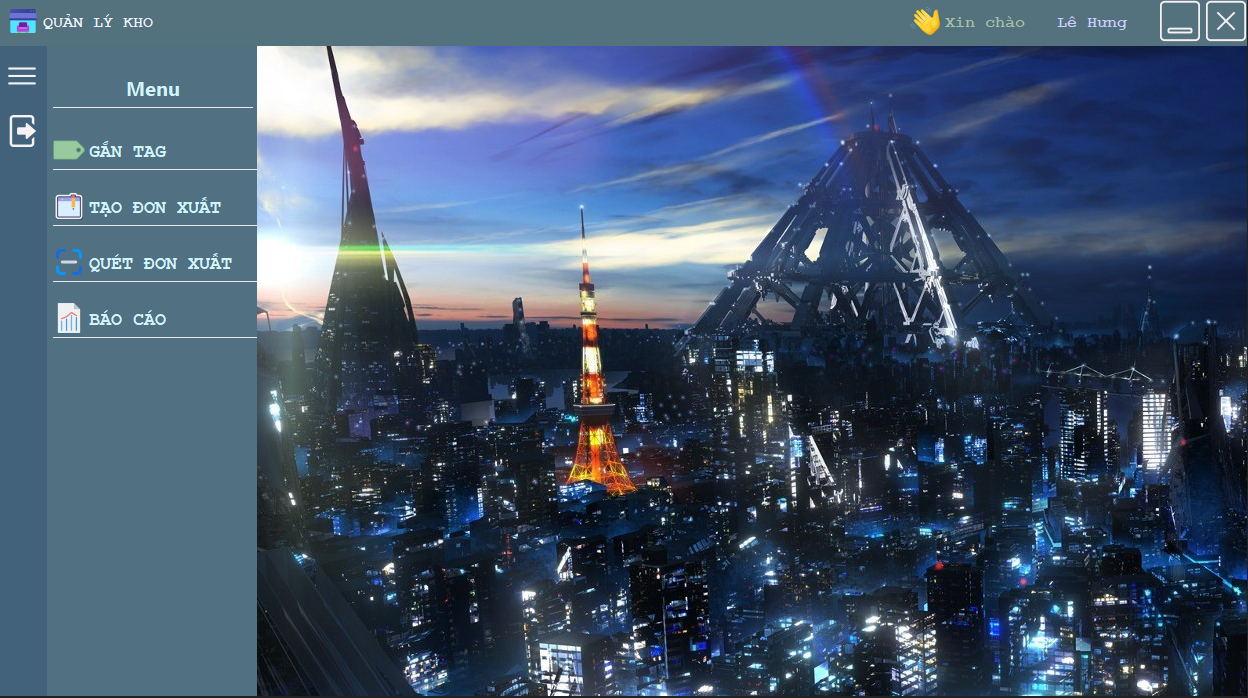 QUẢN LÝ KHO
👋 Xin chào Lê Hưng
Menu
GẮN TAG
TẠO ĐƠN XUẤT
QUÉT ĐƠN XUẤT
BÁO CÁO